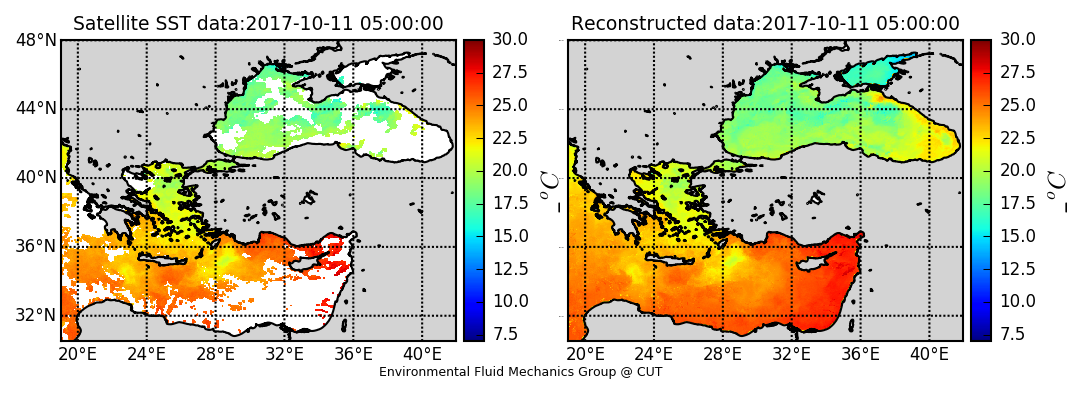 Satellite SST data:2017-10-11 05:00:00
48°N
44°N
40°N
36°N
32°N
20°E 24°E 28°E 32°E 36°E 40°E
30.0
27.5
25.0
22.5
20.0
17.5
15.0
12.5
10.0
7.5
_ °C
Reconstructed data:2017-10-11 05:00:00
20°E 24°E 28°E 32°E 36°E 40°E
30.0
27.5
25.0
22.5
20.0
17.5
15.0
12.5
10.0
7.5
_ °C
Environmental Fluid Mechanics Group @ CUT